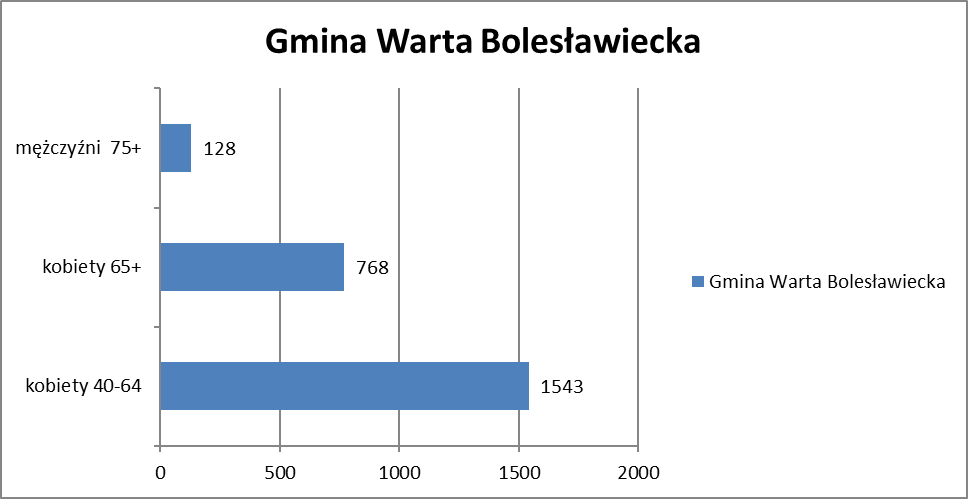 Gmina Warta Bolesławiecka
mężczyźni  75+
128
kobiety 65+
768
kobiety 40-64
1543
0 500 1000 1500 2000
Gmina Warta Bolesławiecka